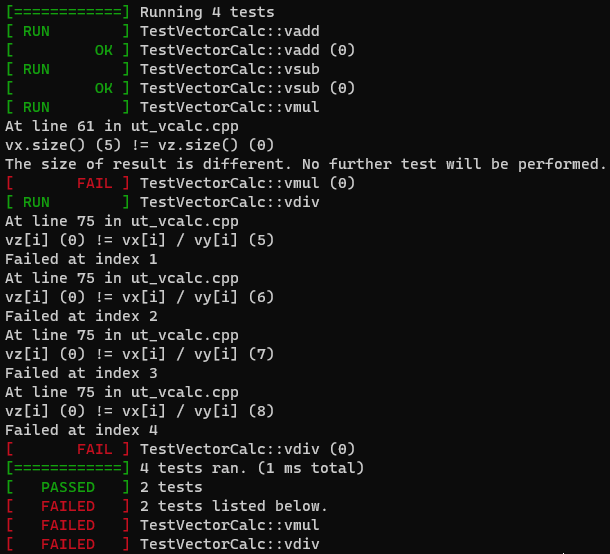 [============] Running 4 tests
[ RUN        ] TestVectorCalc::vadd
[         OK ] TestVectorCalc::vadd (0)
[ RUN        ] TestVectorCalc::vsub
[         OK ] TestVectorCalc::vsub (0)
[ RUN        ] TestVectorCalc::vmul
At line 61 in ut_vcalc.cpp
vx.size() (5) != vz.size() (0)
The size of result is different. No further test will be performed.
[       FAIL ] TestVectorCalc::vmul (0)
[ RUN        ] TestVectorCalc::vdiv
At line 75 in ut_vcalc.cpp
vz[i] (0) != vx[i] / vy[i] (5)
Failed at index 1
At line 75 in ut_vcalc.cpp
vz[i] (0) != vx[i] / vy[i] (6)
Failed at index 2
At line 75 in ut_vcalc.cpp
vz[i] (0) != vx[i] / vy[i] (7)
Failed at index 3
At line 75 in ut_vcalc.cpp
vz[i] (0) != vx[i] / vy[i] (8)
Failed at index 4
[       FAIL ] TestVectorCalc::vdiv (0)
[============] 4 tests ran. (1 ms total)
[   PASSED   ] 2 tests
[   FAILED   ] 2 tests listed below.
[   FAILED   ] TestVectorCalc::vmul
[   FAILED   ] TestVectorCalc::vdiv